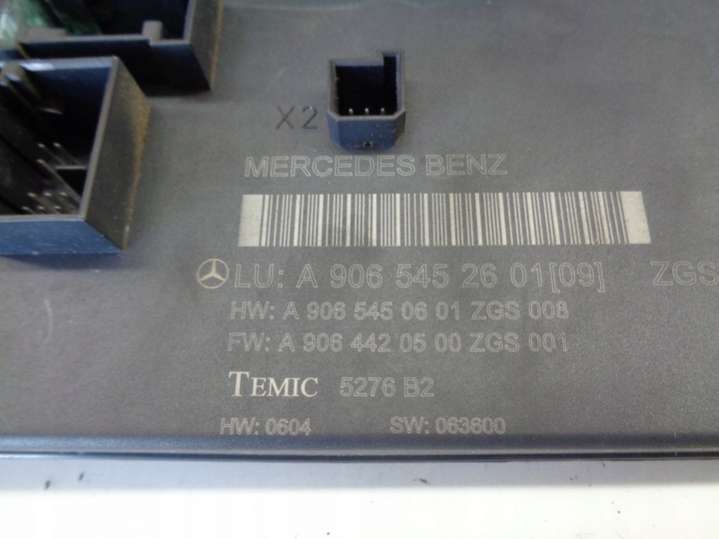 X2
MERCEDES BENZ
LU: A 906 545 26 01[09] ZGS
HW: A 906 545 06 01 ZGS 008
FW: A 906 442 05 00 ZGS 001
TEMIC 5276 B2
HW: 0604 SW: 063600